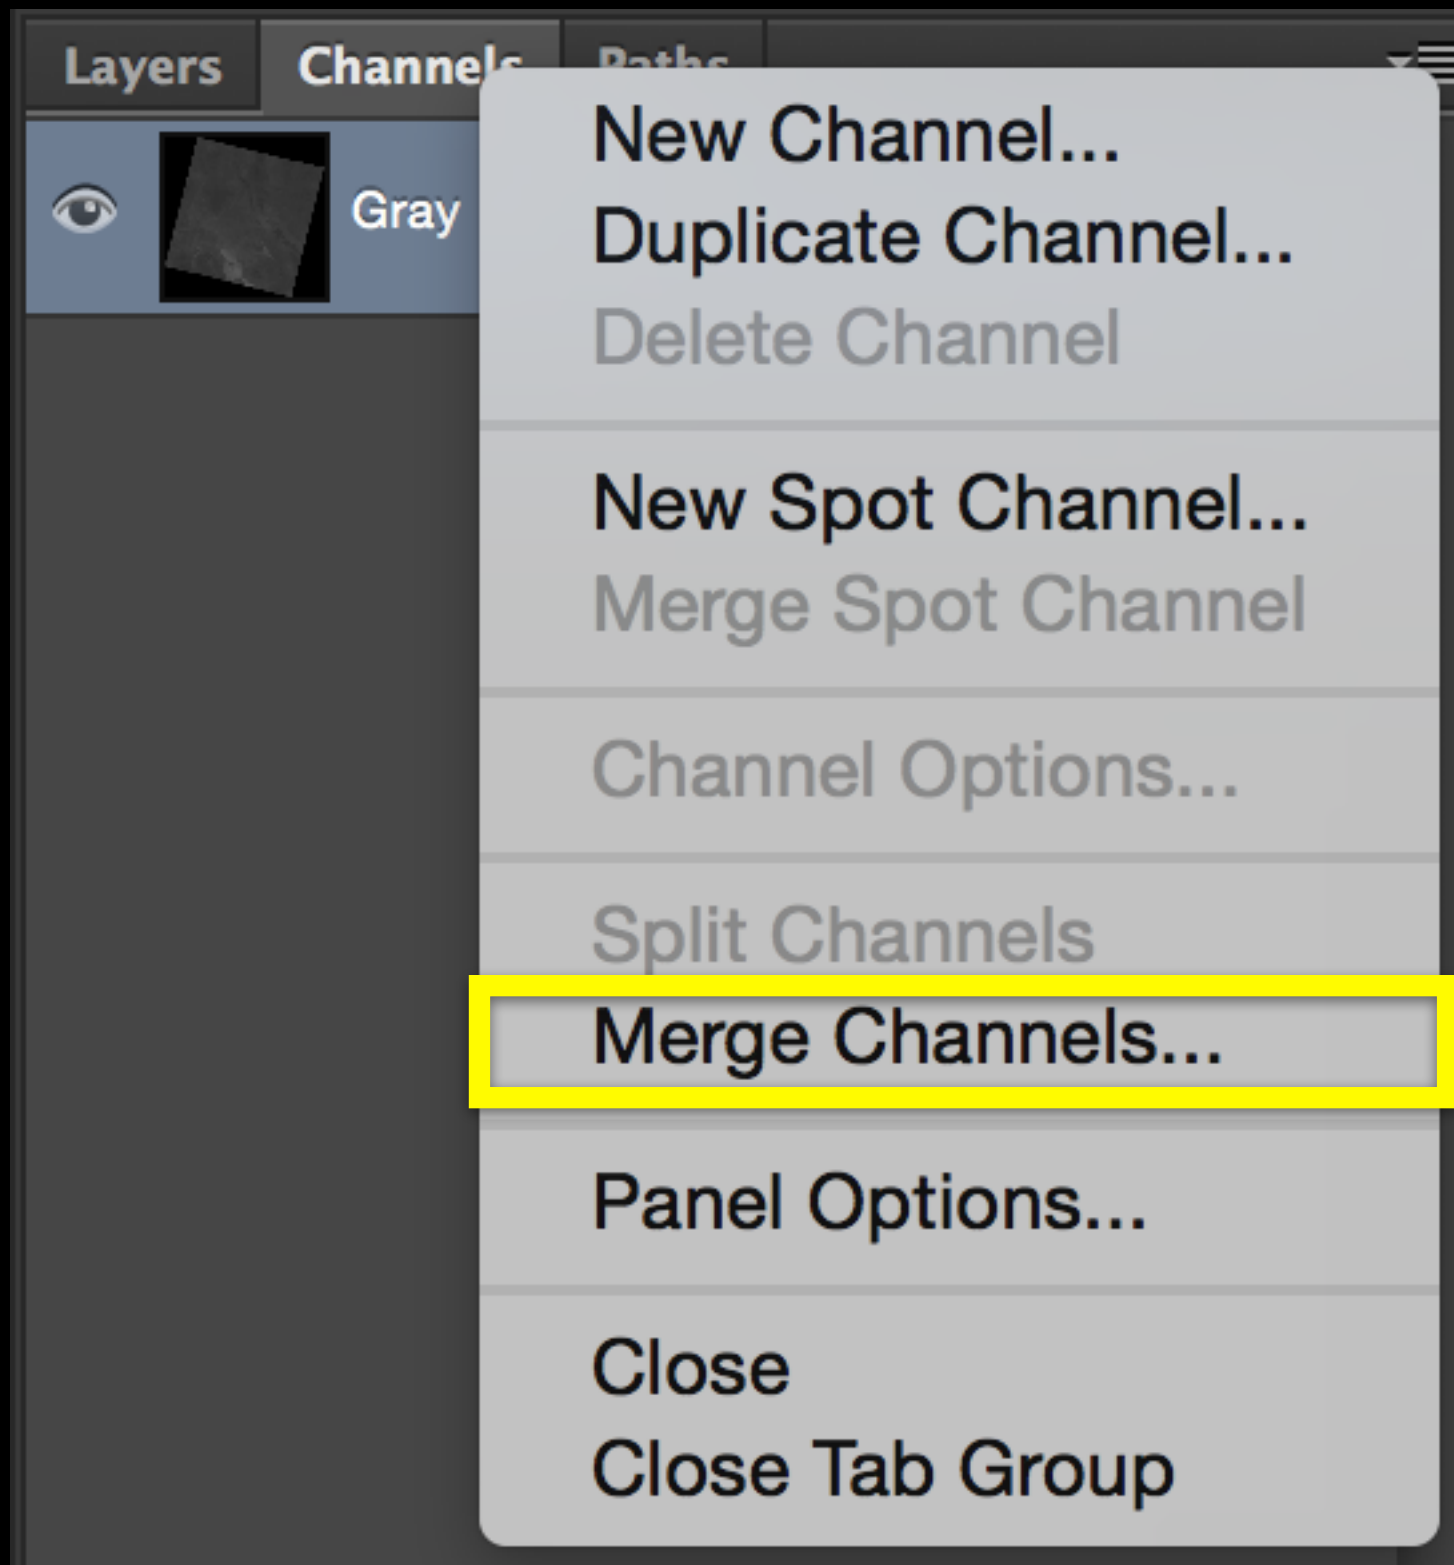 Layers Channels Paths
Gray
New Channel...
Duplicate Channel...
Delete Channel
New Spot Channel...
Merge Spot Channel
Channel Options...
Split Channels
Merge Channels...
Panel Options...
Close
Close Tab Group